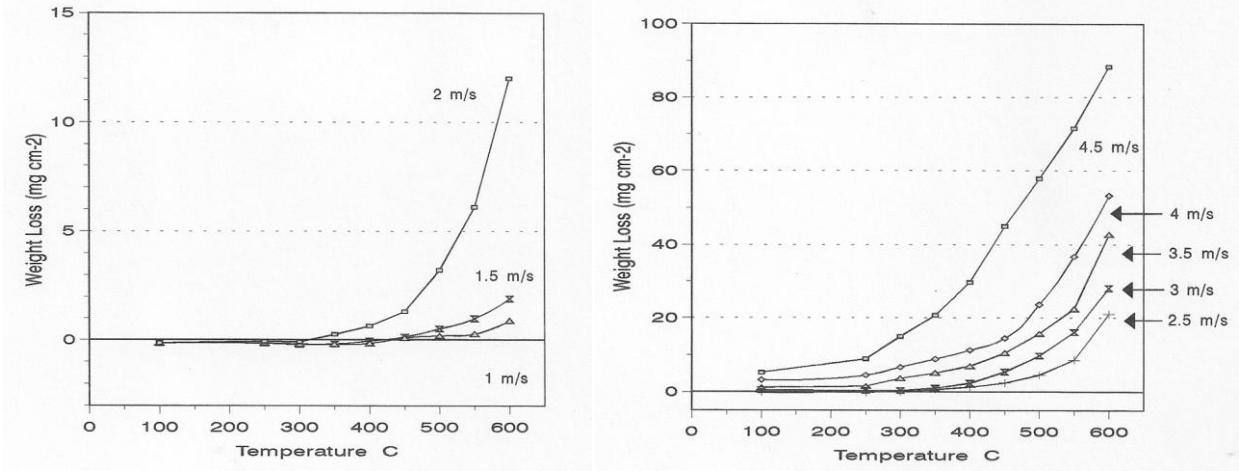 15
10
5
0
Weight Loss (mg cm-2)
2 m/s
1.5 m/s
1 m/s
0 100 200 300 400 500 600
Temperature C
100
80
60
40
20
0
Weight Loss (mg cm-2)
4.5 m/s
4 m/s
3.5 m/s
3 m/s
2.5 m/s
0 100 200 300 400 500 600
Temperature C